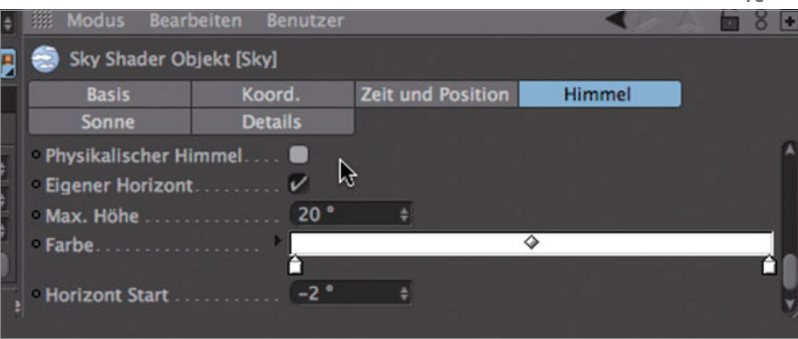 Modus Bearbeiten Benutzer
Sky Shader Objekt [Sky]
Basis Koord. Zeit und Position Himmel
Sonne Details
Physikalischer Himmel....
Eigener Horizont.........
Max. Höhe............... 20 °
Farbe....................
Horizont Start........... -2 °